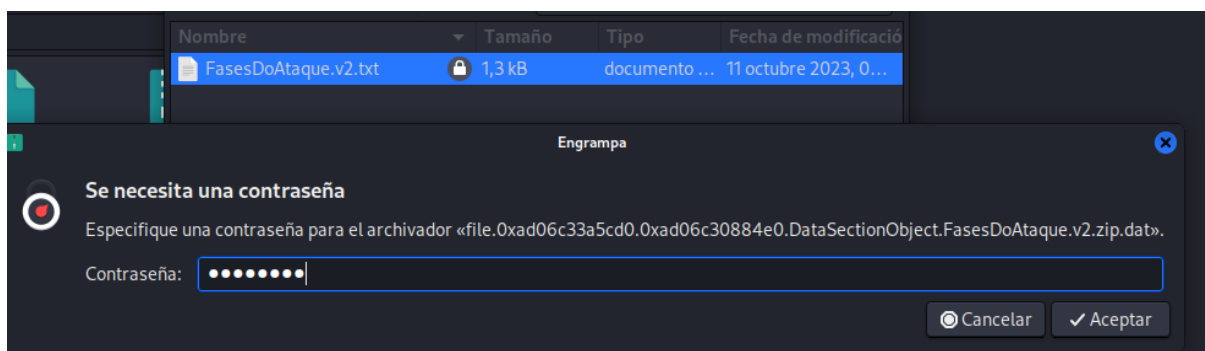 Nombre Tamaño Tipo Fecha de modificació
FasesDoAtaque.v2.txt 1,3 kB documento ... 11 octubre 2023, 0...
Engrampa
Se necesita una contraseña
Especifique una contraseña para el archivador «file.0xad06c33a5cd0.0xad06c30884e0.DataSectionObject.FasesDoAtaque.v2.zip.dat».
Contraseña: ●●●●●●●●
Cancelar Aceptar